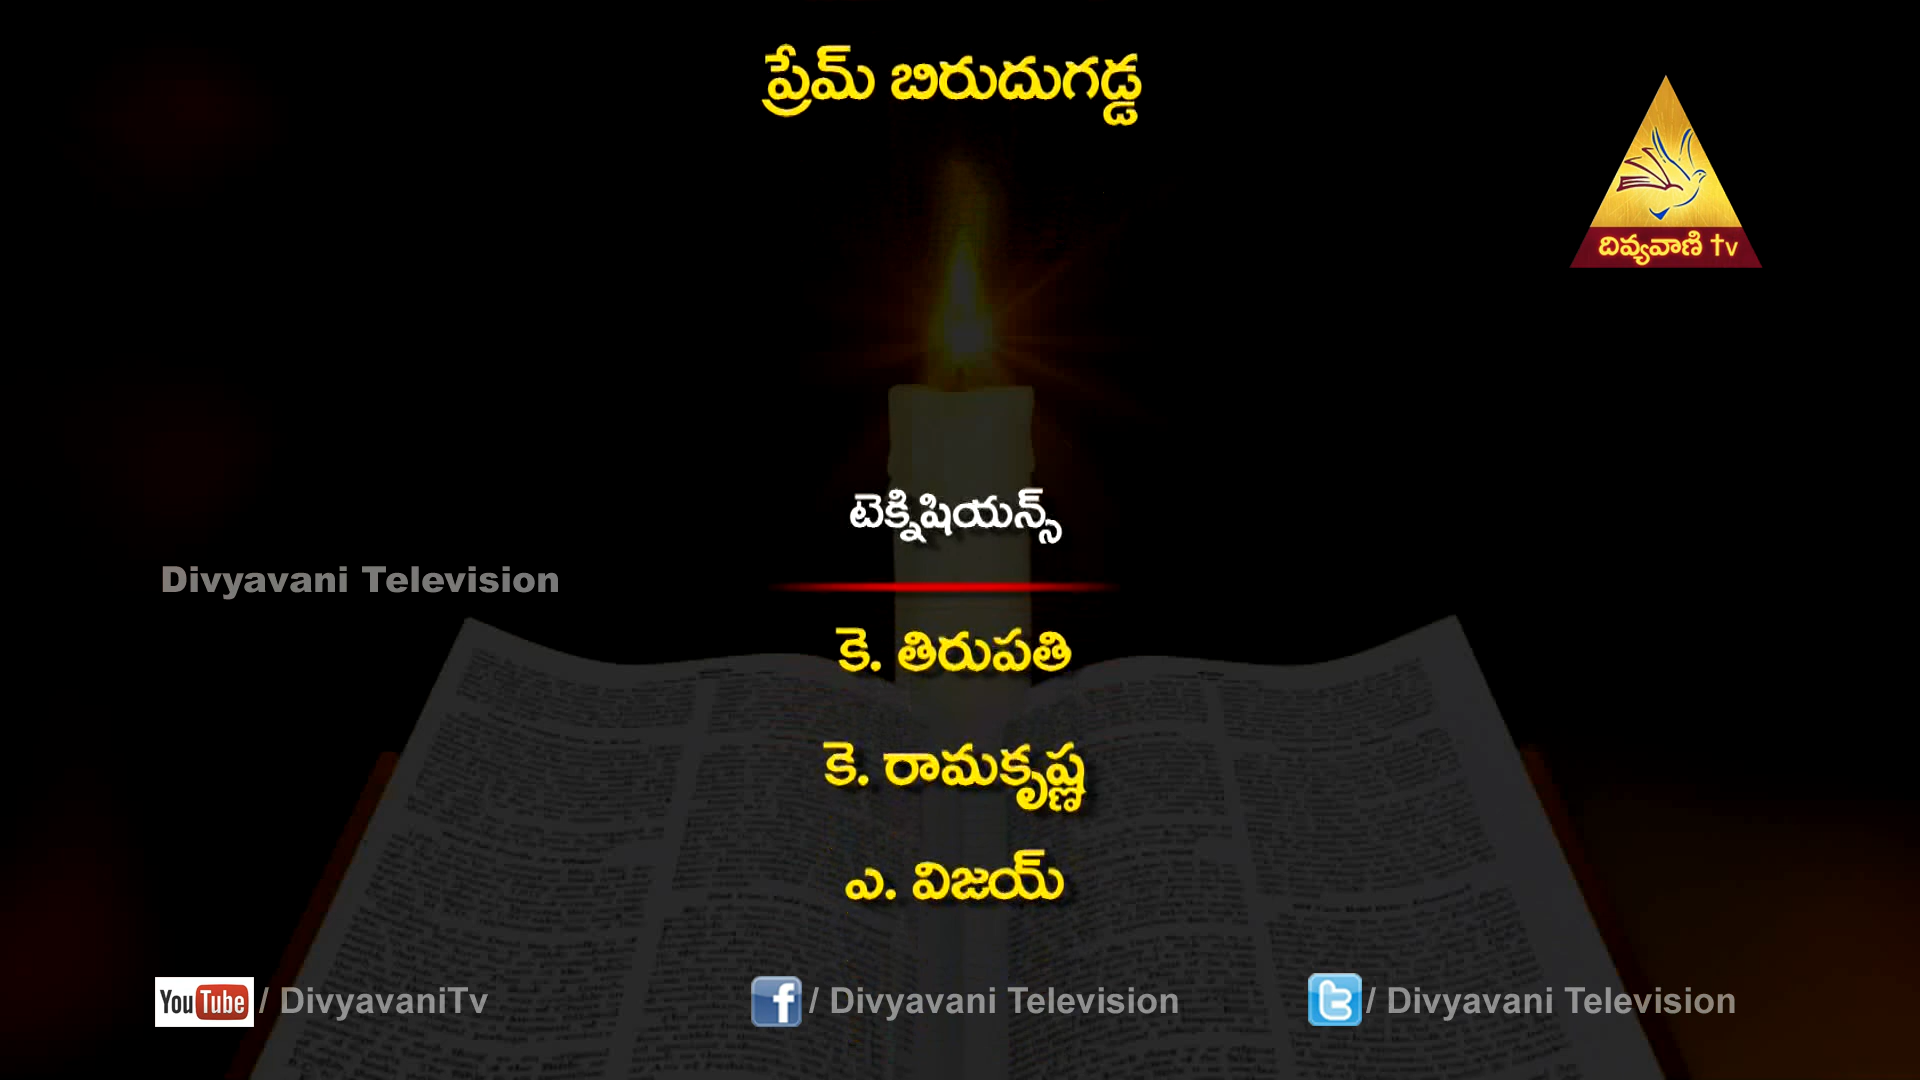 ప్రేమ్ బిరుదుగడ్డ
దివ్యవాణి tv
టెక్నిషియన్స్
Divyavani Television
కె. తిరుపతి
కె. రామకృష్ణ
ఎ. విజయ్
YouTube / DivyavaniTv
f / Divyavani Television
t / Divyavani Television